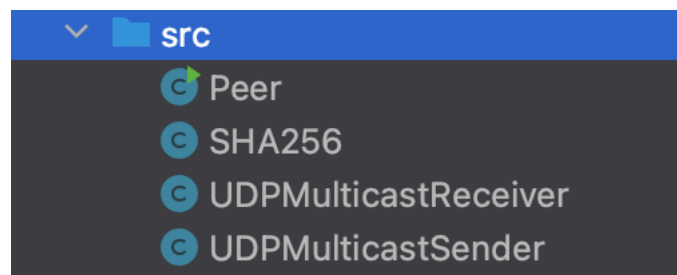 src
C Peer
C SHA256
C UDPMulticastReceiver
C UDPMulticastSender